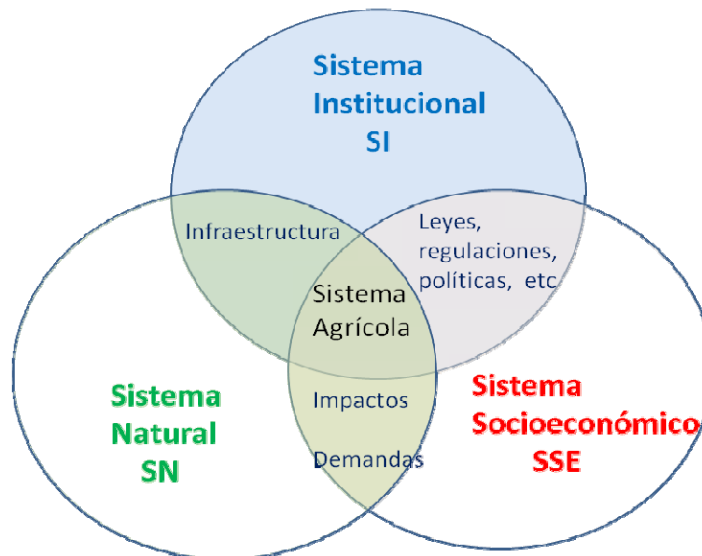 Sistema
Institucional
SI
Infraestructura
Leyes,
regulaciones,
políticas, etc
Sistema
Agrícola
Impactos
Demandas
Sistema
Natural
SN
Sistema
Socioeconómico
SSE